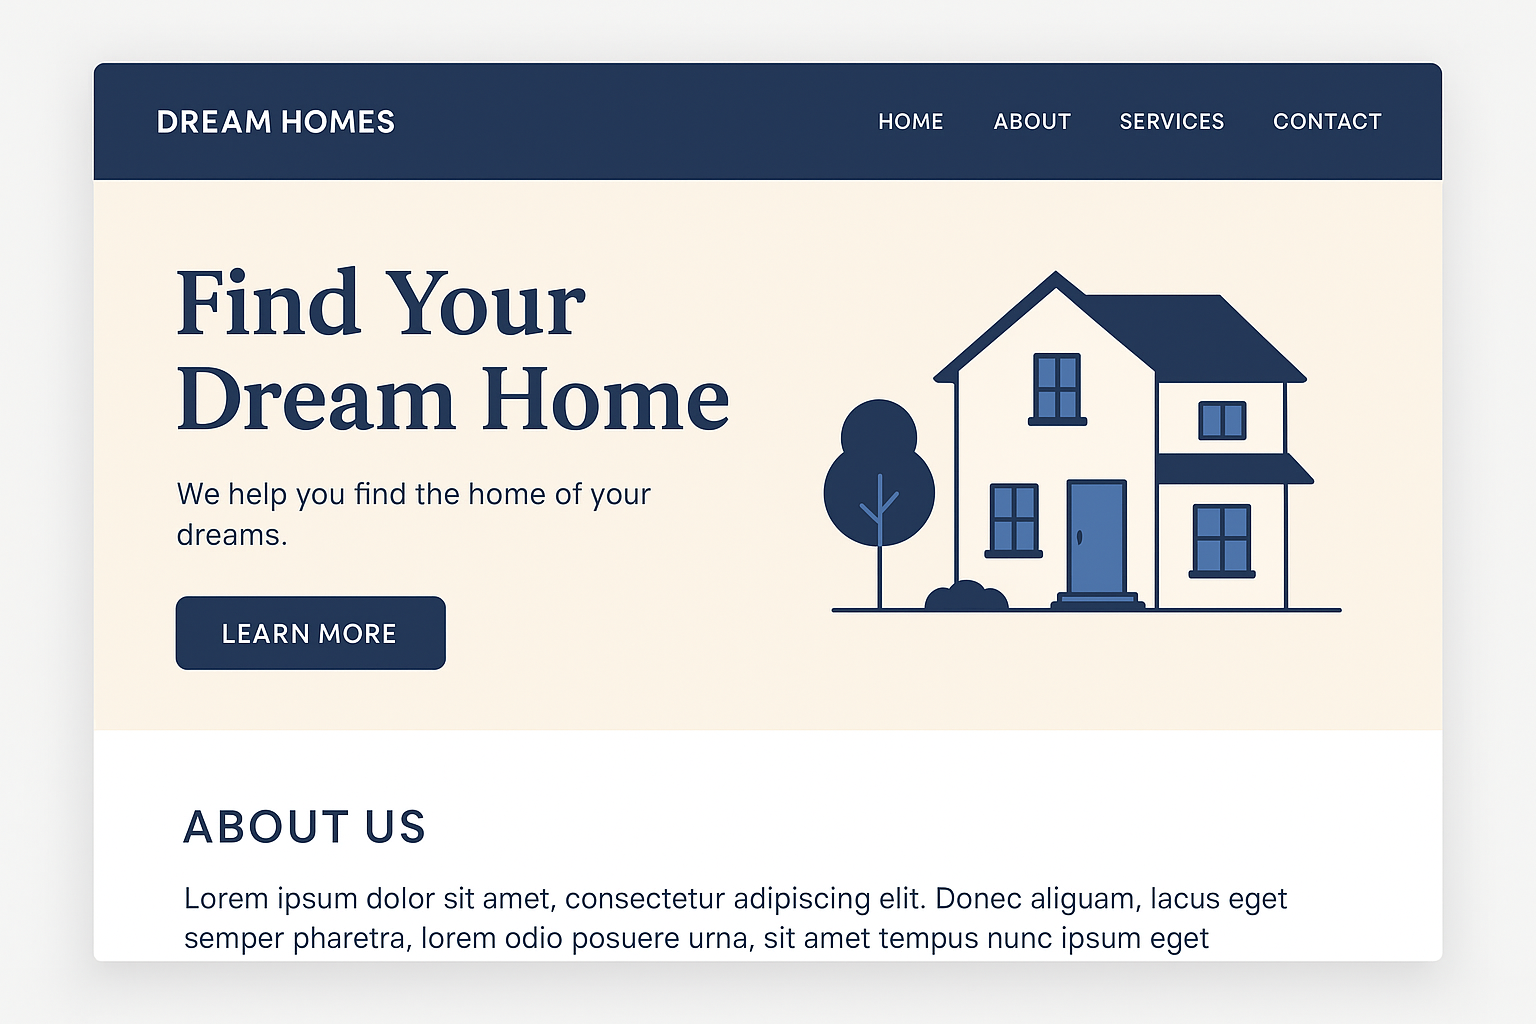 DREAM HOMES
HOME ABOUT SERVICES CONTACT
Find Your
Dream Home
We help you find the home of your
dreams.
LEARN MORE
ABOUT US
Lorem ipsum dolor sit amet, consectetur adipiscing elit. Donec aliguam, lacus eget
semper pharetra, lorem odio posuere urna, sit amet tempus nunc ipsum eget